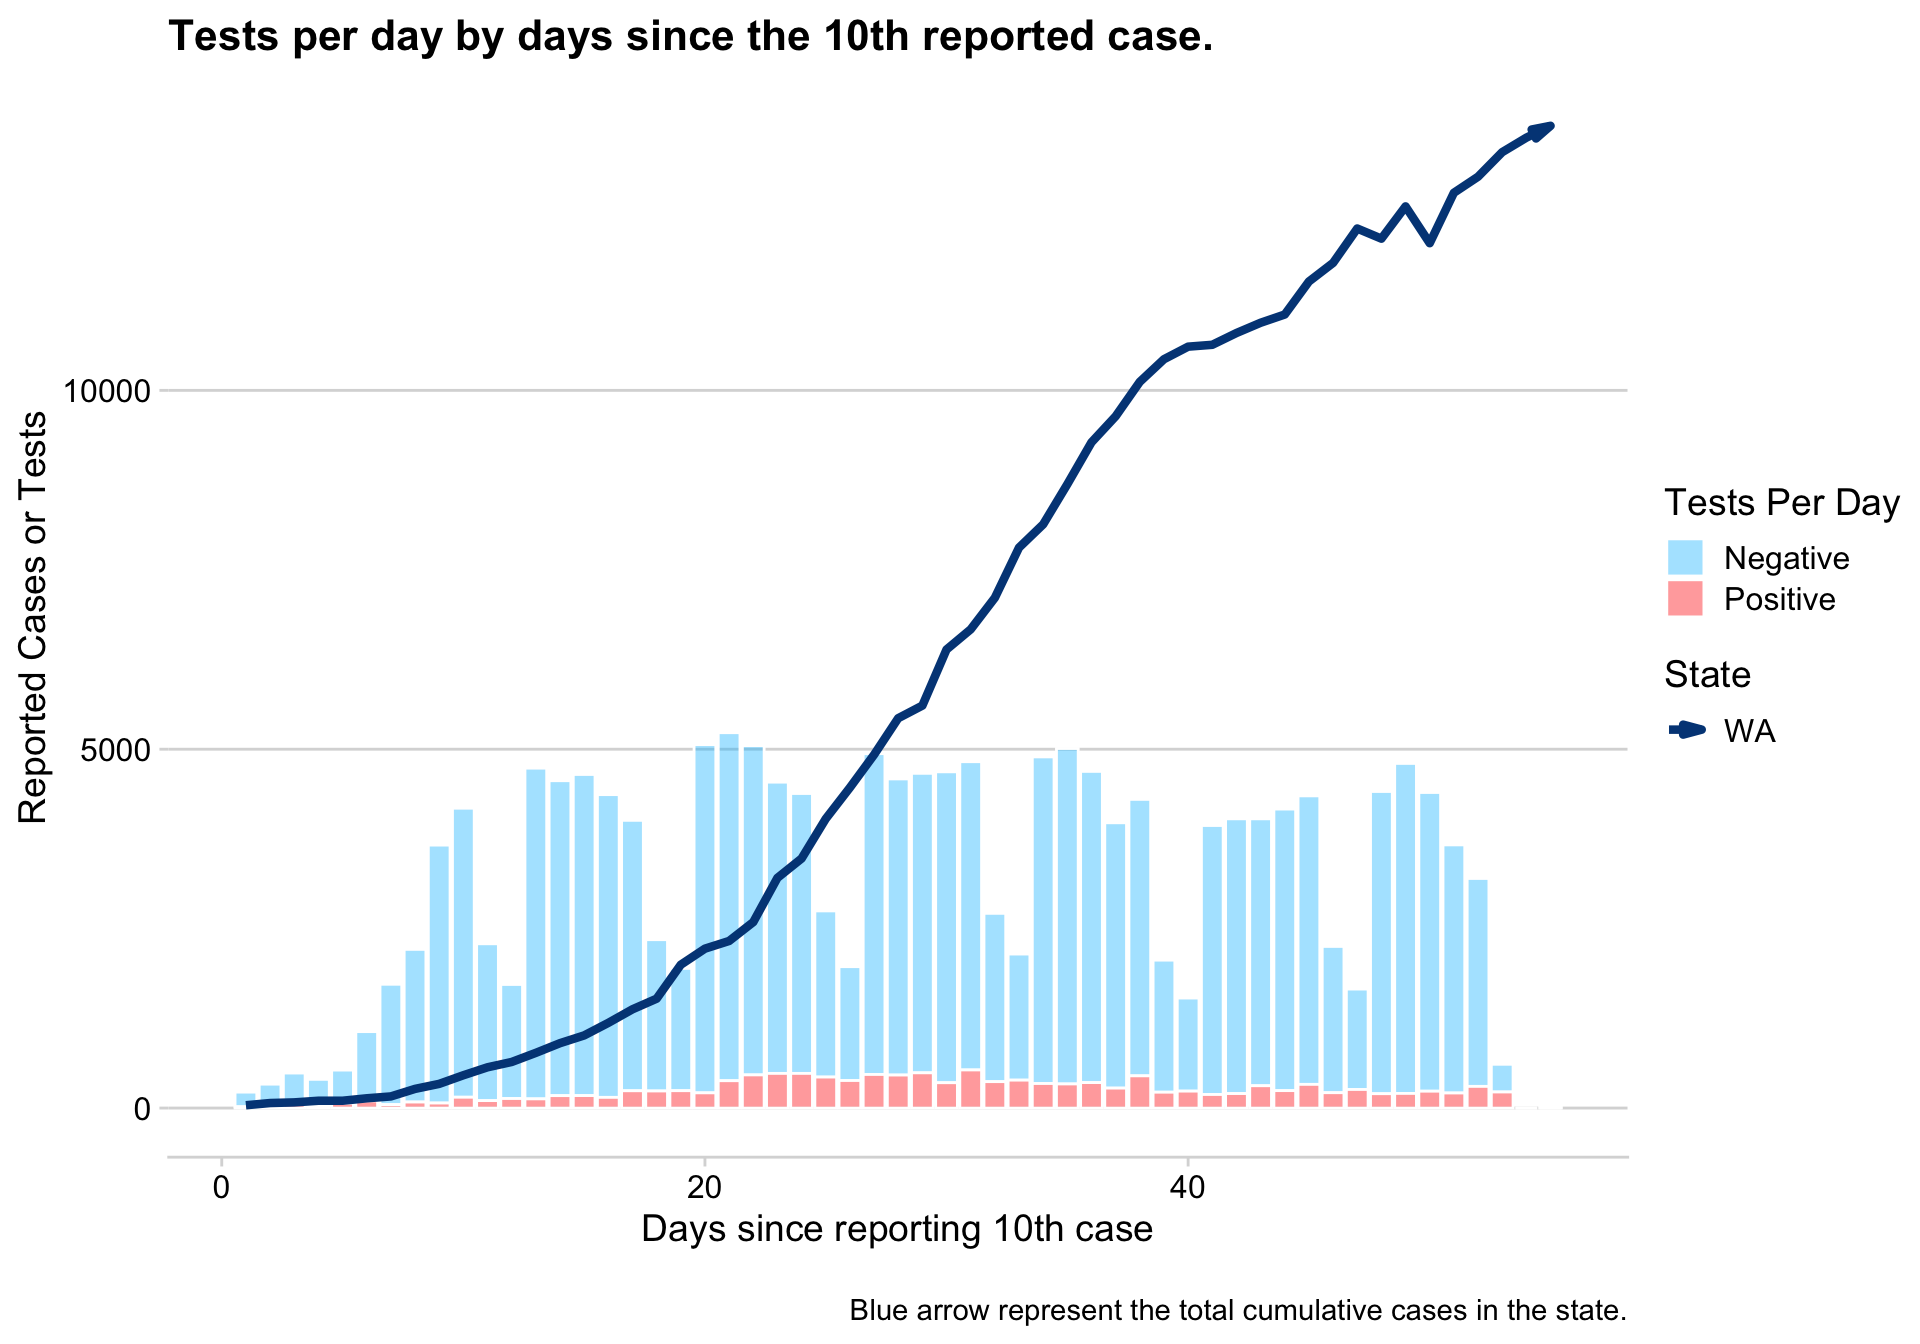 Tests per day by days since the 10th reported case.
Reported Cases or Tests
10000
5000
0
0
20
40
Days since reporting 10th case
Tests Per Day
Negative
Positive
State
WA
Blue arrow represent the total cumulative cases in the state.